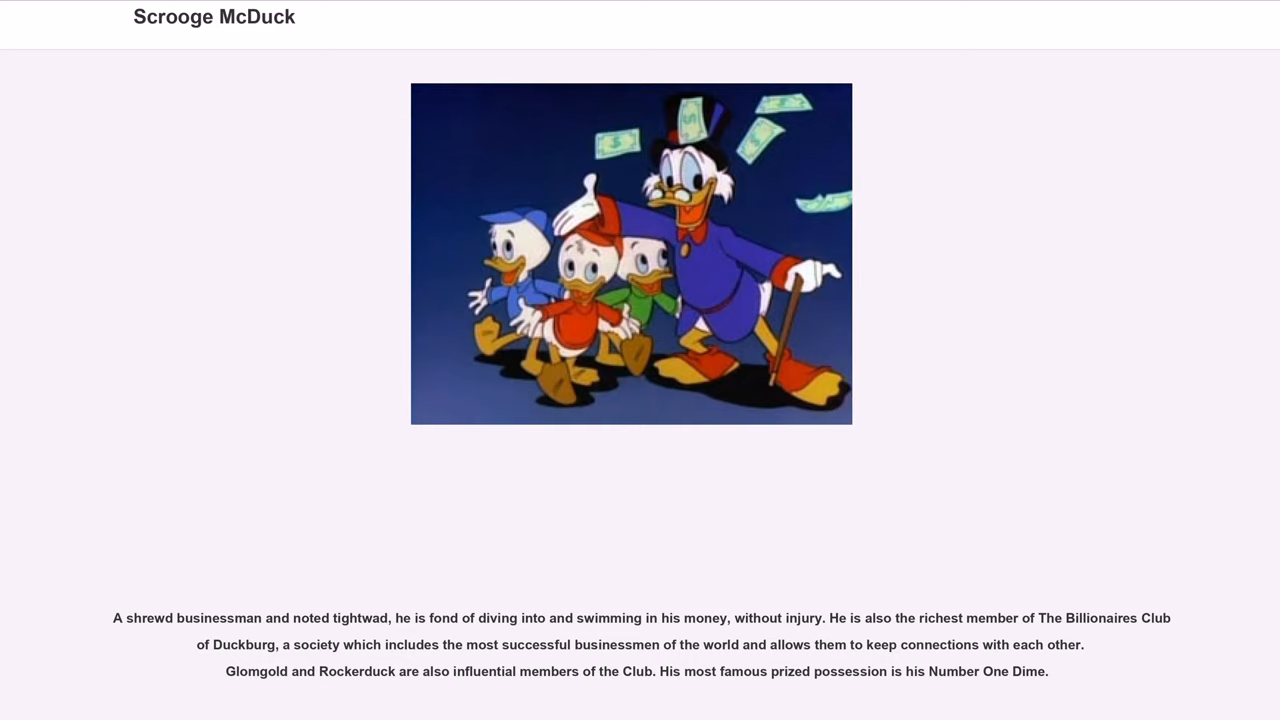 Scrooge McDuck
A shrewd businessman and noted tightwad, he is fond of diving into and swimming in his money, without injury. He is also the richest member of The Billionaires Club
of Duckburg, a society which includes the most successful businessmen of the world and allows them to keep connections with each other.
Glomgold and Rockerduck are also influential members of the Club. His most famous prized possession is his Number One Dime.